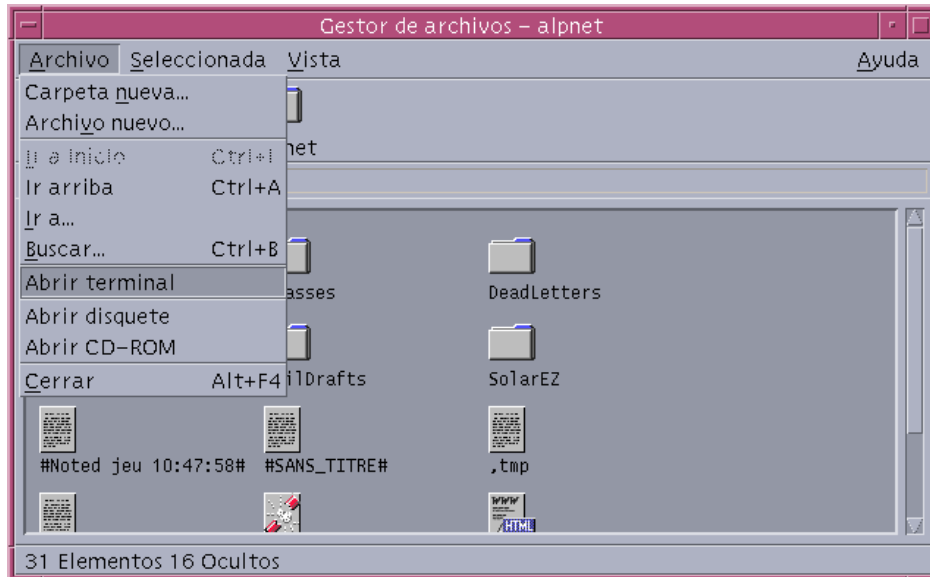 Gestor de archivos – alpnet
Archivo Seleccionada Vista Ayuda
Carpeta nueva...
Archivo nuevo...
Ir a Inicio Ctrl+I
Ir arriba Ctrl+A
Ir a...
Buscar... Ctrl+B
Abrir terminal
Abrir disquete
Abrir CD–ROM
Cerrar Alt+F4
net
asses
DeadLetters
ilDrafts
SolarEZ
#Noted jeu 10:47:58# #SANS_TITRE# ,tmp
WWW
HTML
31 Elementos 16 Ocultos